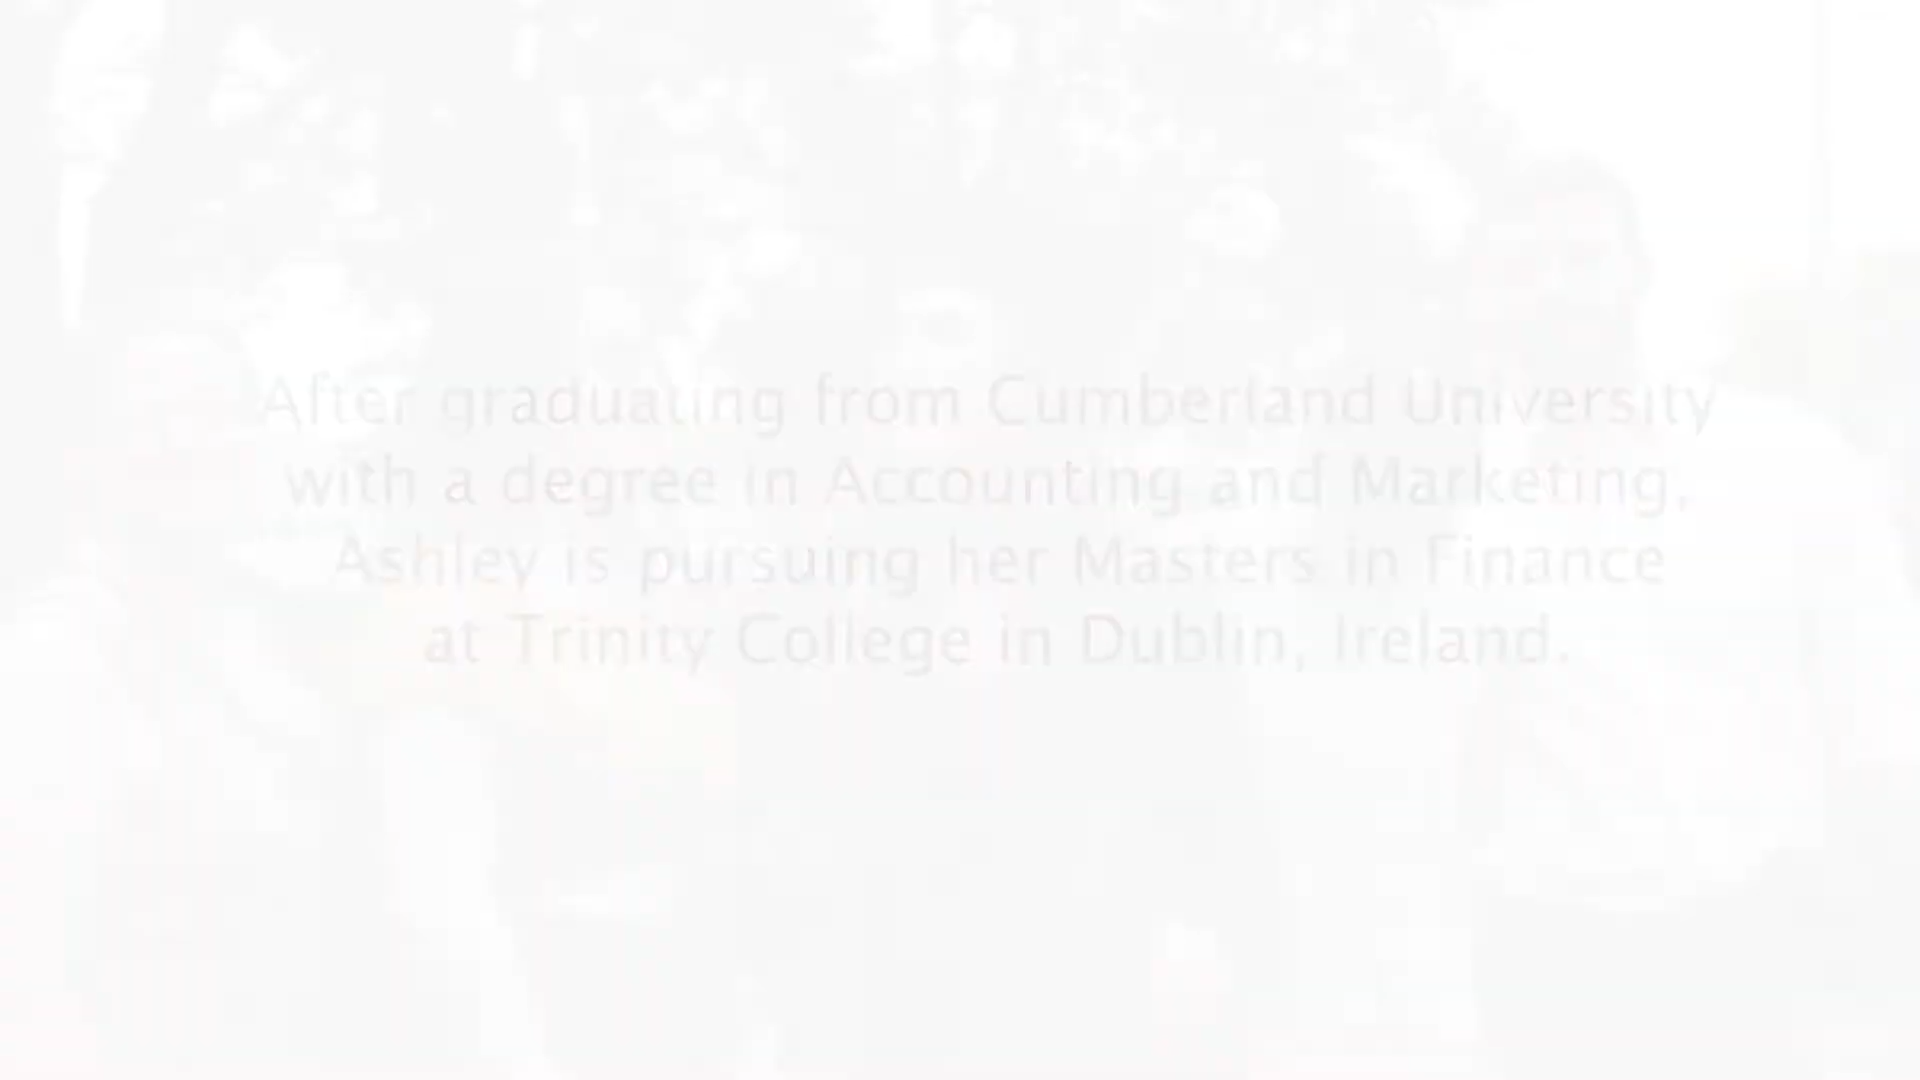 After graduating from Cumberland University
with a degree in Accounting and Marketing,
Ashley is pursuing her Masters in Finance
at Trinity College in Dublin, Ireland.